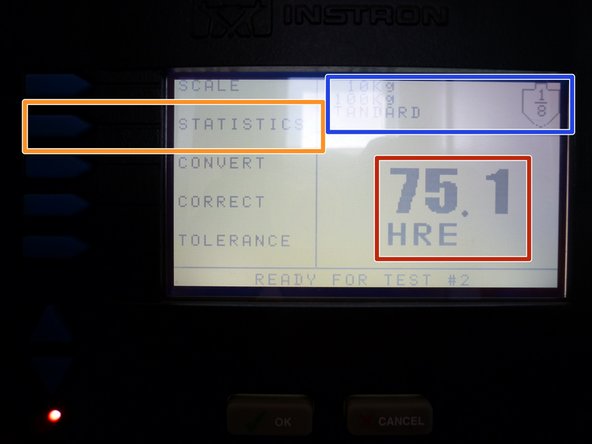 INSTRON
SCALE
10Kg
100Kg
TANDARD
1
8
STATISTICS
CONVERT
CORRECT
TOLERANCE
75.1
HRE
READY FOR TEST #2
OK
CANCEL